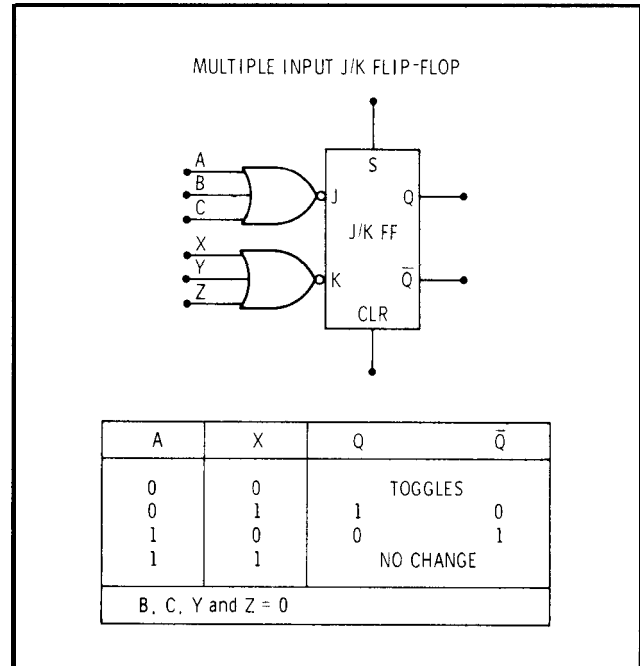 MULTIPLE INPUT J/K FLIP-FLOP
A
B
C
X
Y
Z
S
J
Q
J/K FF
K
Q̅
CLR
A X Q Q̅
0 0 TOGGLES
0 1 1 0
1 0 0 1
1 1 NO CHANGE
B, C, Y and Z = 0